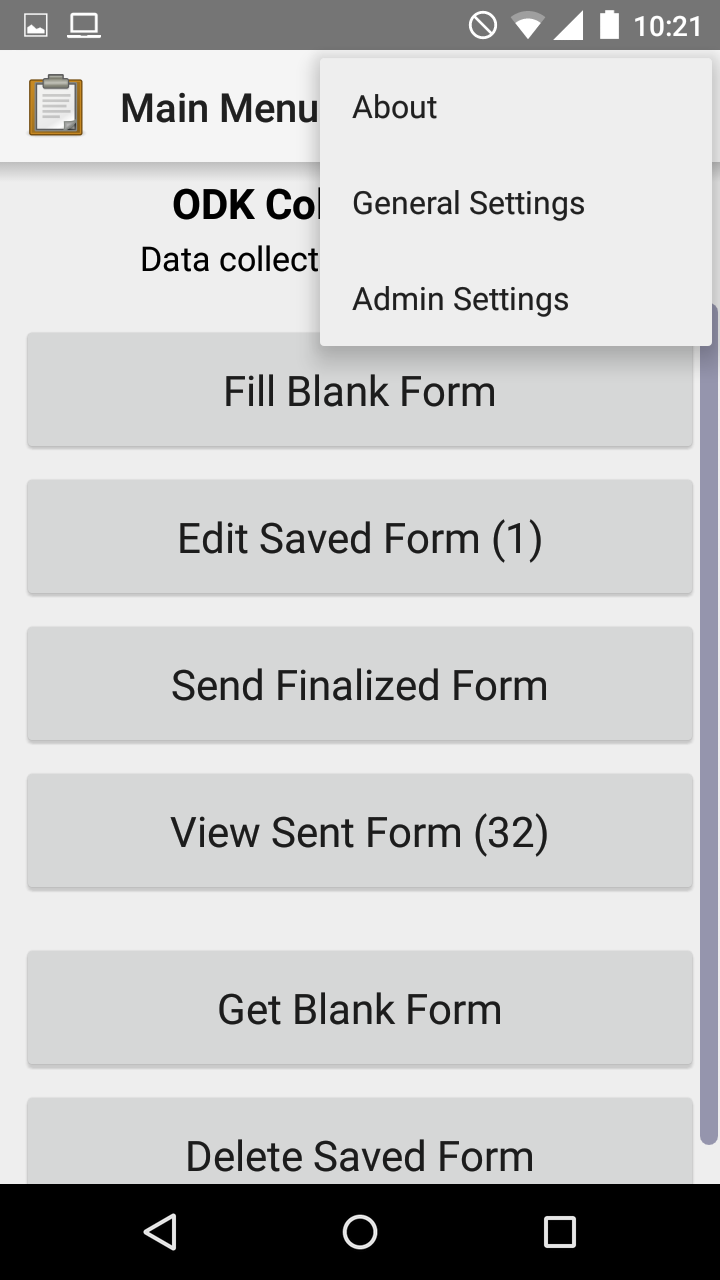 10:21
Main Menu
About
General Settings
Admin Settings
ODK Col
Data collect
Fill Blank Form
Edit Saved Form (1)
Send Finalized Form
View Sent Form (32)
Get Blank Form
Delete Saved Form